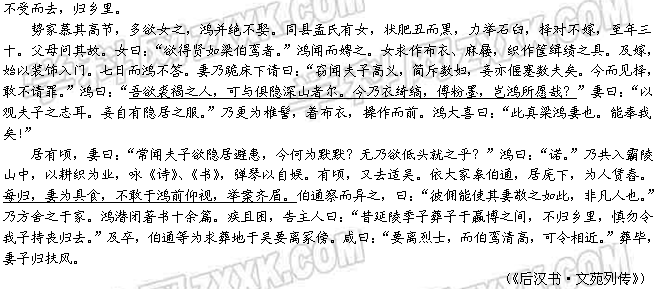 不受而去，归乡里。
势家慕其高节，多欲女之，鸿并绝不娶。同县孟氏有女，状肥丑而黑，力举石臼，择对不嫁，至年三
十。父母问其故。女曰：“欲得贤如梁伯鸾者。”鸿闻而娉之。女求作布衣、麻屦，织作筐缉绩之具。及嫁，
始以装饰入门。七日而鸿不答。妻乃跪床下请曰：“窃闻夫子高义，简斥数妇，妾亦偃蹇数夫矣。今而见择，
敢不请罪。”鸿曰：“吾欲裘褐之人，可与俱隐深山者尔。今乃衣绮缟，傅粉墨，岂鸿所愿哉？”妻曰：“以
观夫子之志耳。妾自有隐居之服。”乃更为椎髻，着布衣，操作而前。鸿大喜曰：“此真梁鸿妻也。能奉我
矣！”
居有顷，妻曰：“常闻夫子欲隐居避患，今何为默默？无乃欲低头就之乎？”鸿曰：“诺。”乃共入霸陵
山中，以耕织为业，咏《诗》、《书》，弹琴以自娱。有顷，又去适吴。依大家皋伯通，居庑下，为人赁舂。
每归，妻为具食，不敢于鸿前仰视，举案齐眉。伯通察而异之，曰：“彼佣能使其妻敬之如此，非凡人也。”
乃方舍之于家。鸿潜闭著书十余篇。疾且困，告主人曰：“昔延陵季子葬子于嬴博之间，不归乡里，慎勿令
我子持丧归去。”及卒，伯通等为求葬地于吴要离冢傍。咸曰：“要离烈士，而伯鸾清高，可令相近。”葬毕，
妻子归扶风。
（《后汉书·文苑列传》）